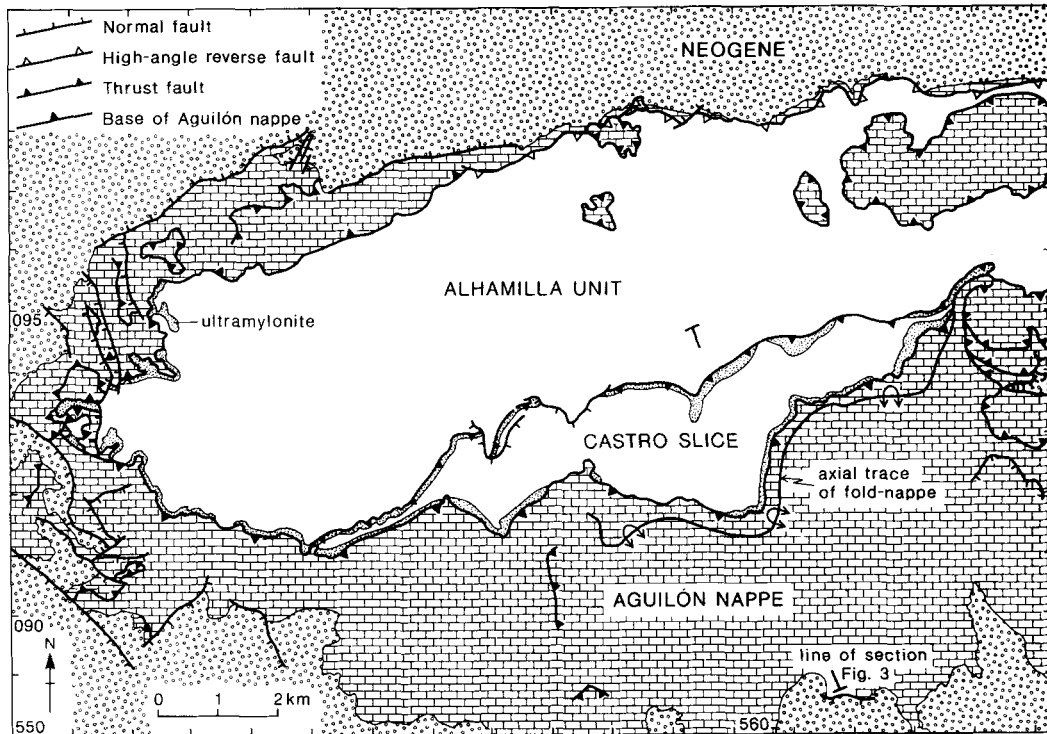 Normal fault
High-angle reverse fault
Thrust fault
Base of Aguilón nappe
NEOGENE
ALHAMILLA UNIT
095
ultramylonite
T
CASTRO SLICE
axial trace
of fold-nappe
AGUILÓN NAPPE
090
N
line of section
Fig. 3
0 1 2 km
550
560